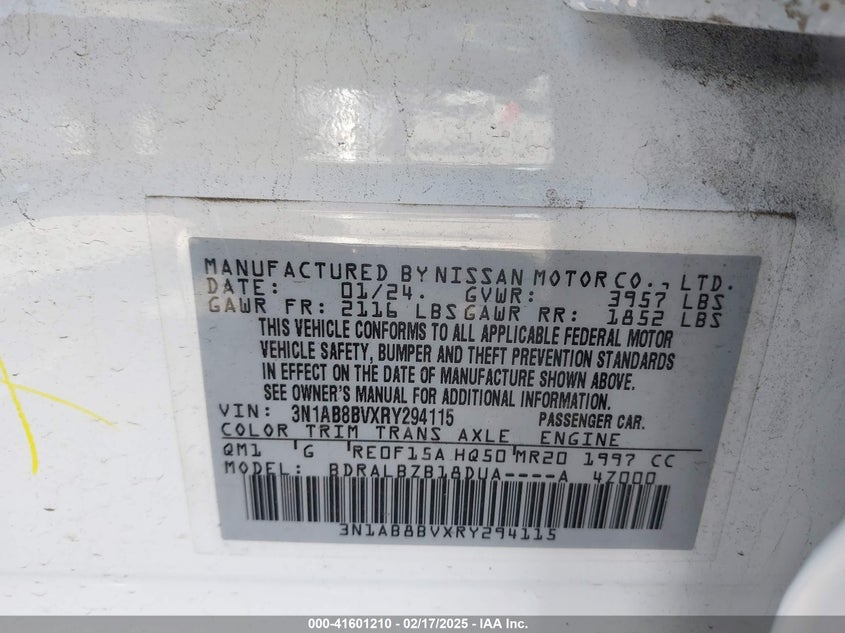 MANUFACTURED BY NISSAN MOTOR CO., LTD.
DATE: 01/24. GVWR: 3957 LBS
GAWR FR: 2116 LBS GAWR RR: 1852 LBS
THIS VEHICLE CONFORMS TO ALL APPLICABLE FEDERAL MOTOR
VEHICLE SAFETY, BUMPER AND THEFT PREVENTION STANDARDS
IN EFFECT ON THE DATE OF MANUFACTURE SHOWN ABOVE.
SEE OWNER'S MANUAL FOR ADDITIONAL INFORMATION.
VIN: 3N1AB8BVXRY294115 PASSENGER CAR.
COLOR TRIM TRANS AXLE ENGINE
QM1 G RE0F15A HQ50 MR20 1997 CC
MODEL: BDRALBZB18DUA----A 4Z000
3N1AB8BVXRY294115
000-41601210 - 02/17/2025 - IAA Inc.